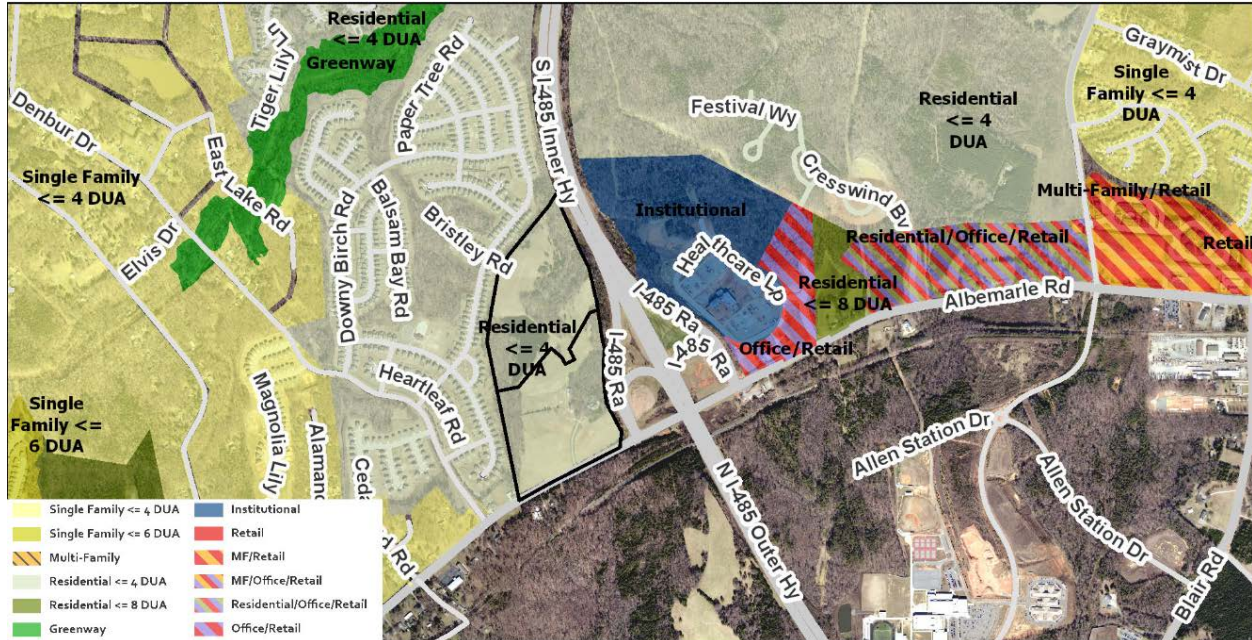 Residential
<= 4 DUA
Greenway
Tiger Lily Ln
Paper Tree Rd
S I-485 Inner Hy
Graymist Dr
Single
Family <= 4
DUA
Denbur Dr
East Lake Rd
Festival Wy
Residential
<= 4
DUA
Single Family
<= 4 DUA
Cresswind Bv
Multi-Family/Retail
Elvis Dr
Downy Birch Rd
Balsam Bay Rd
Bristley Rd
Institutional
Healthcare Lp
Residential/Office/Retail
Retail
Residential
<= 8 DUA
Albemarle Rd
I-485 Ra
I-485 Ra
I-485 Ra
Office/Retail
Residential
<= 4
DUA
Heartleaf Rd
Magnolia Lily
Single
Family <=
6 DUA
Allen Station Dr
Allen Station Dr
N I-485 Outer Hy
Blair Rd
Single Family <= 4 DUA
Single Family <= 6 DUA
Multi-Family
Residential <= 4 DUA
Residential <= 8 DUA
Greenway
Institutional
Retail
MF/Retail
MF/Office/Retail
Residential/Office/Retail
Office/Retail